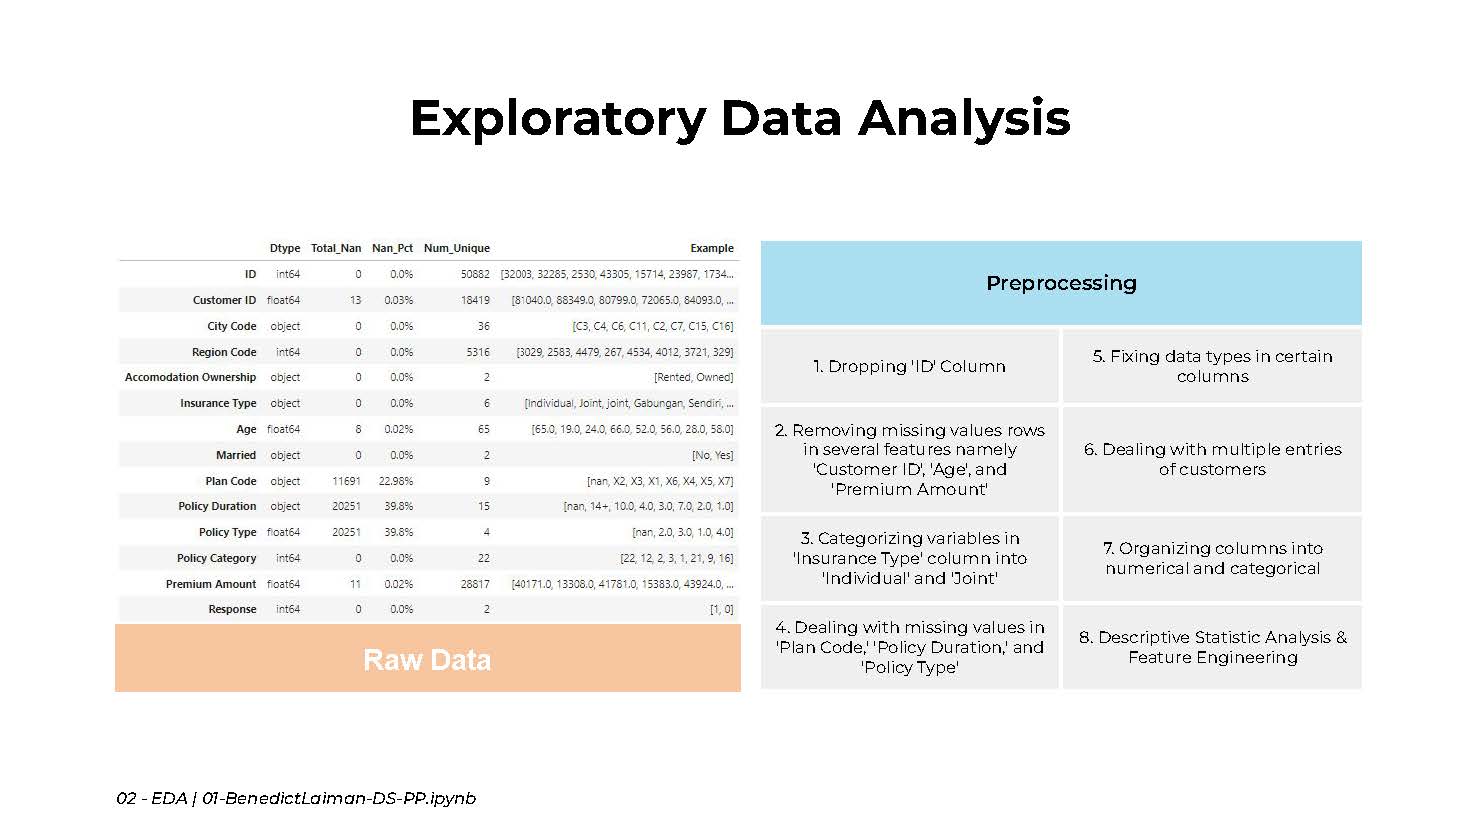 Exploratory Data Analysis
Dtype Total_Nan Nan_Pct Num_Unique Example
ID int64 0 0.0% 50882 [32003, 32285, 2530, 43305, 15714, 23987, 1734...
Customer ID float64 13 0.03% 18419 [81040.0, 88349.0, 80799.0, 72065.0, 84093.0, ...
City Code object 0 0.0% 36 [C3, C4, C6, C11, C2, C7, C15, C16]
Region Code int64 0 0.0% 5316 [3029, 2583, 4479, 267, 4534, 4012, 3721, 329]
Accomodation Ownership object 0 0.0% 2 [Rented, Owned]
Insurance Type object 0 0.0% 6 [Individual, Joint, joint, Gabungan, Sendiri, ...
Age float64 8 0.02% 65 [65.0, 19.0, 24.0, 66.0, 52.0, 56.0, 28.0, 58.0]
Married object 0 0.0% 2 [No, Yes]
Plan Code object 11691 22.98% 9 [nan, X2, X3, X1, X6, X4, X5, X7]
Policy Duration object 20251 39.8% 15 [nan, 14+, 10.0, 4.0, 3.0, 7.0, 2.0, 1.0]
Policy Type float64 20251 39.8% 4 [nan, 2.0, 3.0, 1.0, 4.0]
Policy Category int64 0 0.0% 22 [22, 12, 2, 3, 1, 21, 9, 16]
Premium Amount float64 11 0.02% 28817 [40171.0, 13308.0, 41781.0, 15383.0, 43924.0, ...
Response int64 0 0.0% 2 [1, 0]
Raw Data
Preprocessing
1. Dropping 'ID' Column
2. Removing missing values rows
in several features namely
'Customer ID', 'Age', and
'Premium Amount'
3. Categorizing variables in
'Insurance Type' column into
'Individual' and 'Joint'
4. Dealing with missing values in
'Plan Code,' 'Policy Duration,' and
'Policy Type'
5. Fixing data types in certain
columns
6. Dealing with multiple entries
of customers
7. Organizing columns into
numerical and categorical
8. Descriptive Statistic Analysis &
Feature Engineering
02 - EDA | 01-BenedictLaiman-DS-PP.ipynb